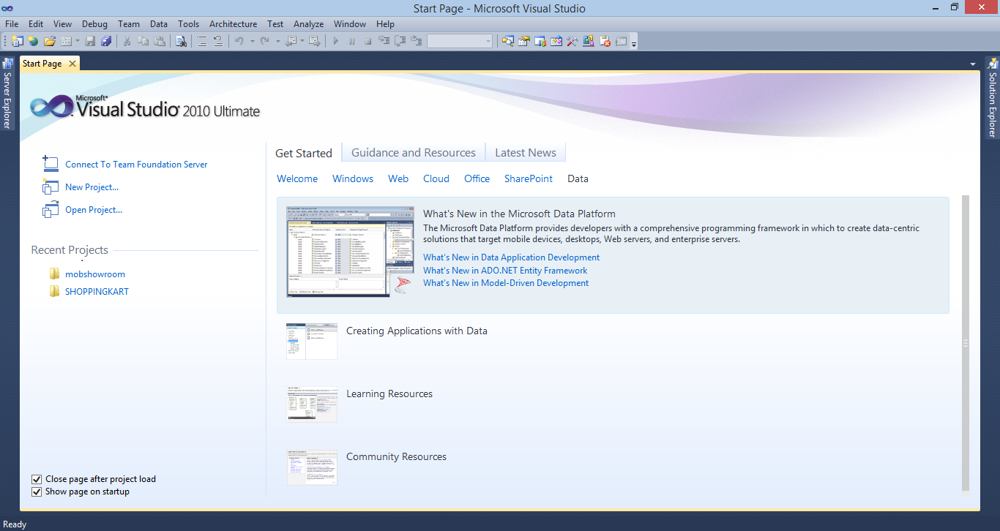 Start Page - Microsoft Visual Studio
File Edit View Debug Team Data Tools Architecture Test Analyze Window Help
Start Page
Server Explorer
Solution Explorer
Microsoft®
Visual Studio® 2010 Ultimate
Connect To Team Foundation Server
New Project...
Open Project...
Recent Projects
mobshowroom
SHOPPINGKART
Close page after project load
Show page on startup
Get Started Guidance and Resources Latest News
Welcome Windows Web Cloud Office SharePoint Data
What's New in the Microsoft Data Platform
The Microsoft Data Platform provides developers with a comprehensive programming framework in which to create data-centric
solutions that target mobile devices, desktops, Web servers, and enterprise servers.
What's New in Data Application Development
What's New in ADO.NET Entity Framework
What's New in Model-Driven Development
Creating Applications with Data
Learning Resources
Community Resources
Ready